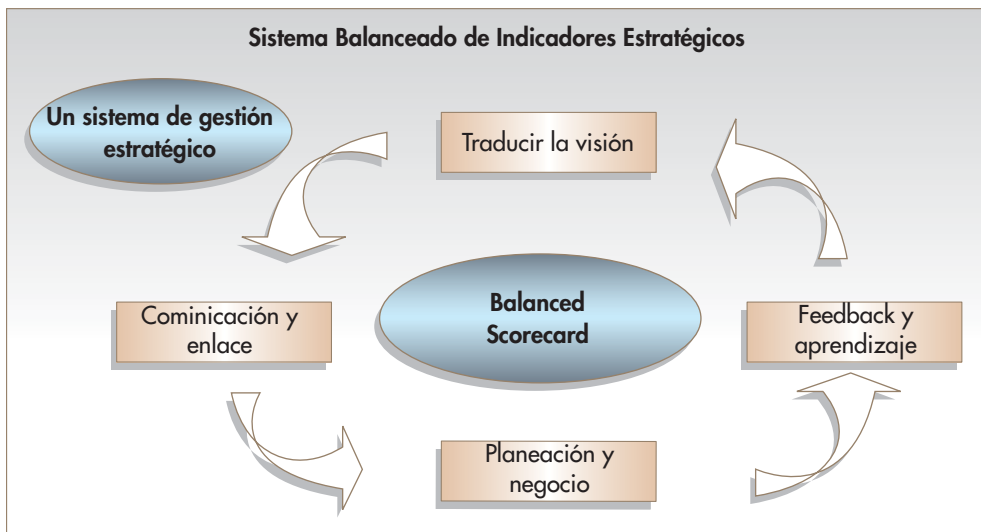 Sistema Balanceado de Indicadores Estratégicos
Un sistema de gestión
estratégico
Traducir la visión
Cominicación y
enlace
Balanced
Scorecard
Feedback y
aprendizaje
Planeación y
negocio